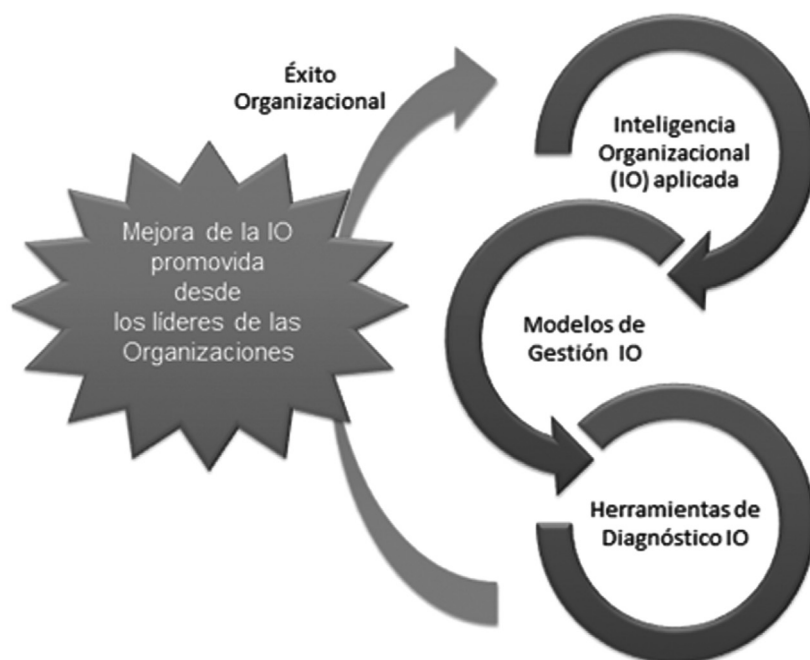 Éxito
Organizacional
Inteligencia
Organizacional
(IO) aplicada
Mejora de la IO
promovida
desde
los líderes de las
Organizaciones
Modelos de
Gestión IO
Herramientas de
Diagnóstico IO